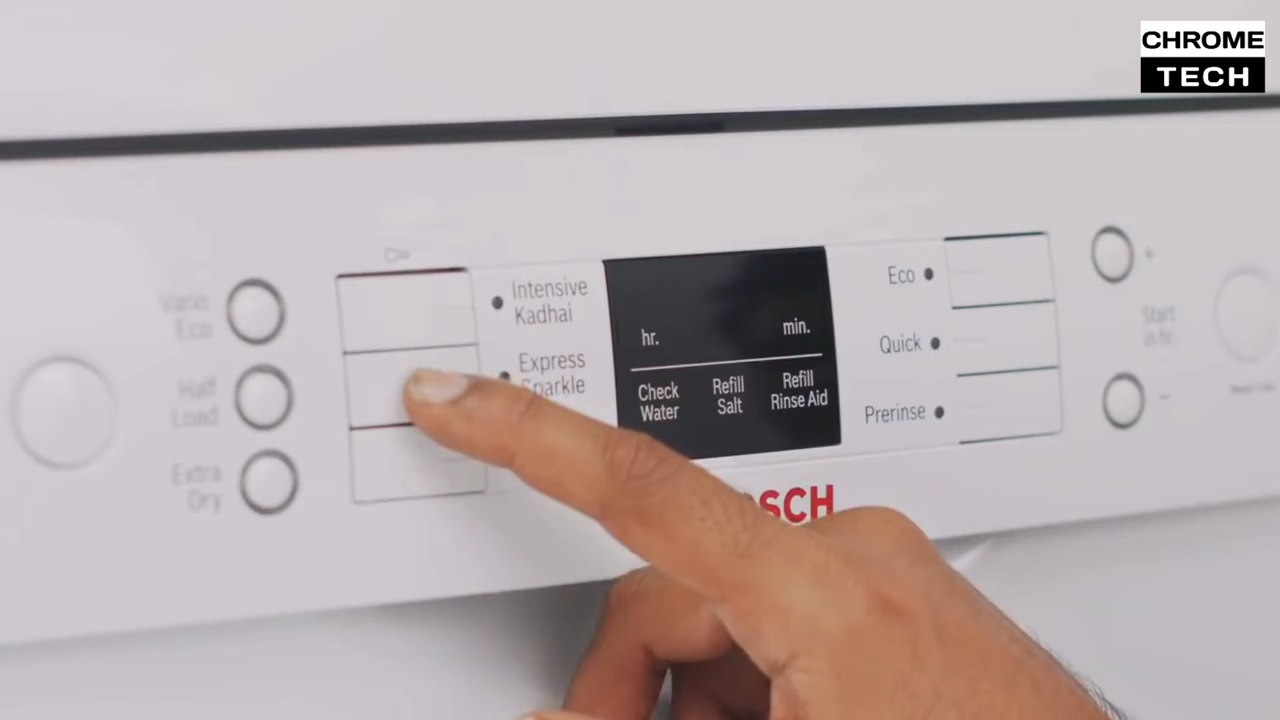 CHROME
TECH
Vario
Eco
Half
Load
Extra
Dry
Intensive
Kadhai
Express
Sparkle
hr.
min.
Check
Water
Refill
Salt
Refill
Rinse Aid
Eco
Quick
Prerinse
+
-
Start
in hr.
SCH